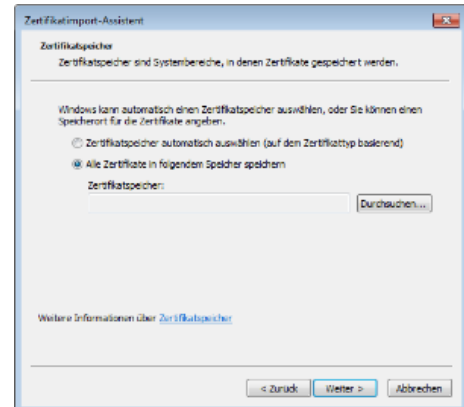 Zertifikatimport-Assistent
Zertifikatspeicher
Zertifikatspeicher sind Systembereiche, in denen Zertifikate gespeichert werden.
Windows kann automatisch einen Zertifikatspeicher auswählen, oder Sie können einen
Speicherort für die Zertifikate angeben.
Zertifikatspeicher automatisch auswählen (auf dem Zertifikattyp basierend)
Alle Zertifikate in folgendem Speicher speichern
Zertifikatspeicher:
Durchsuchen...
Weitere Informationen über Zertifikatspeicher
< Zurück Weiter > Abbrechen